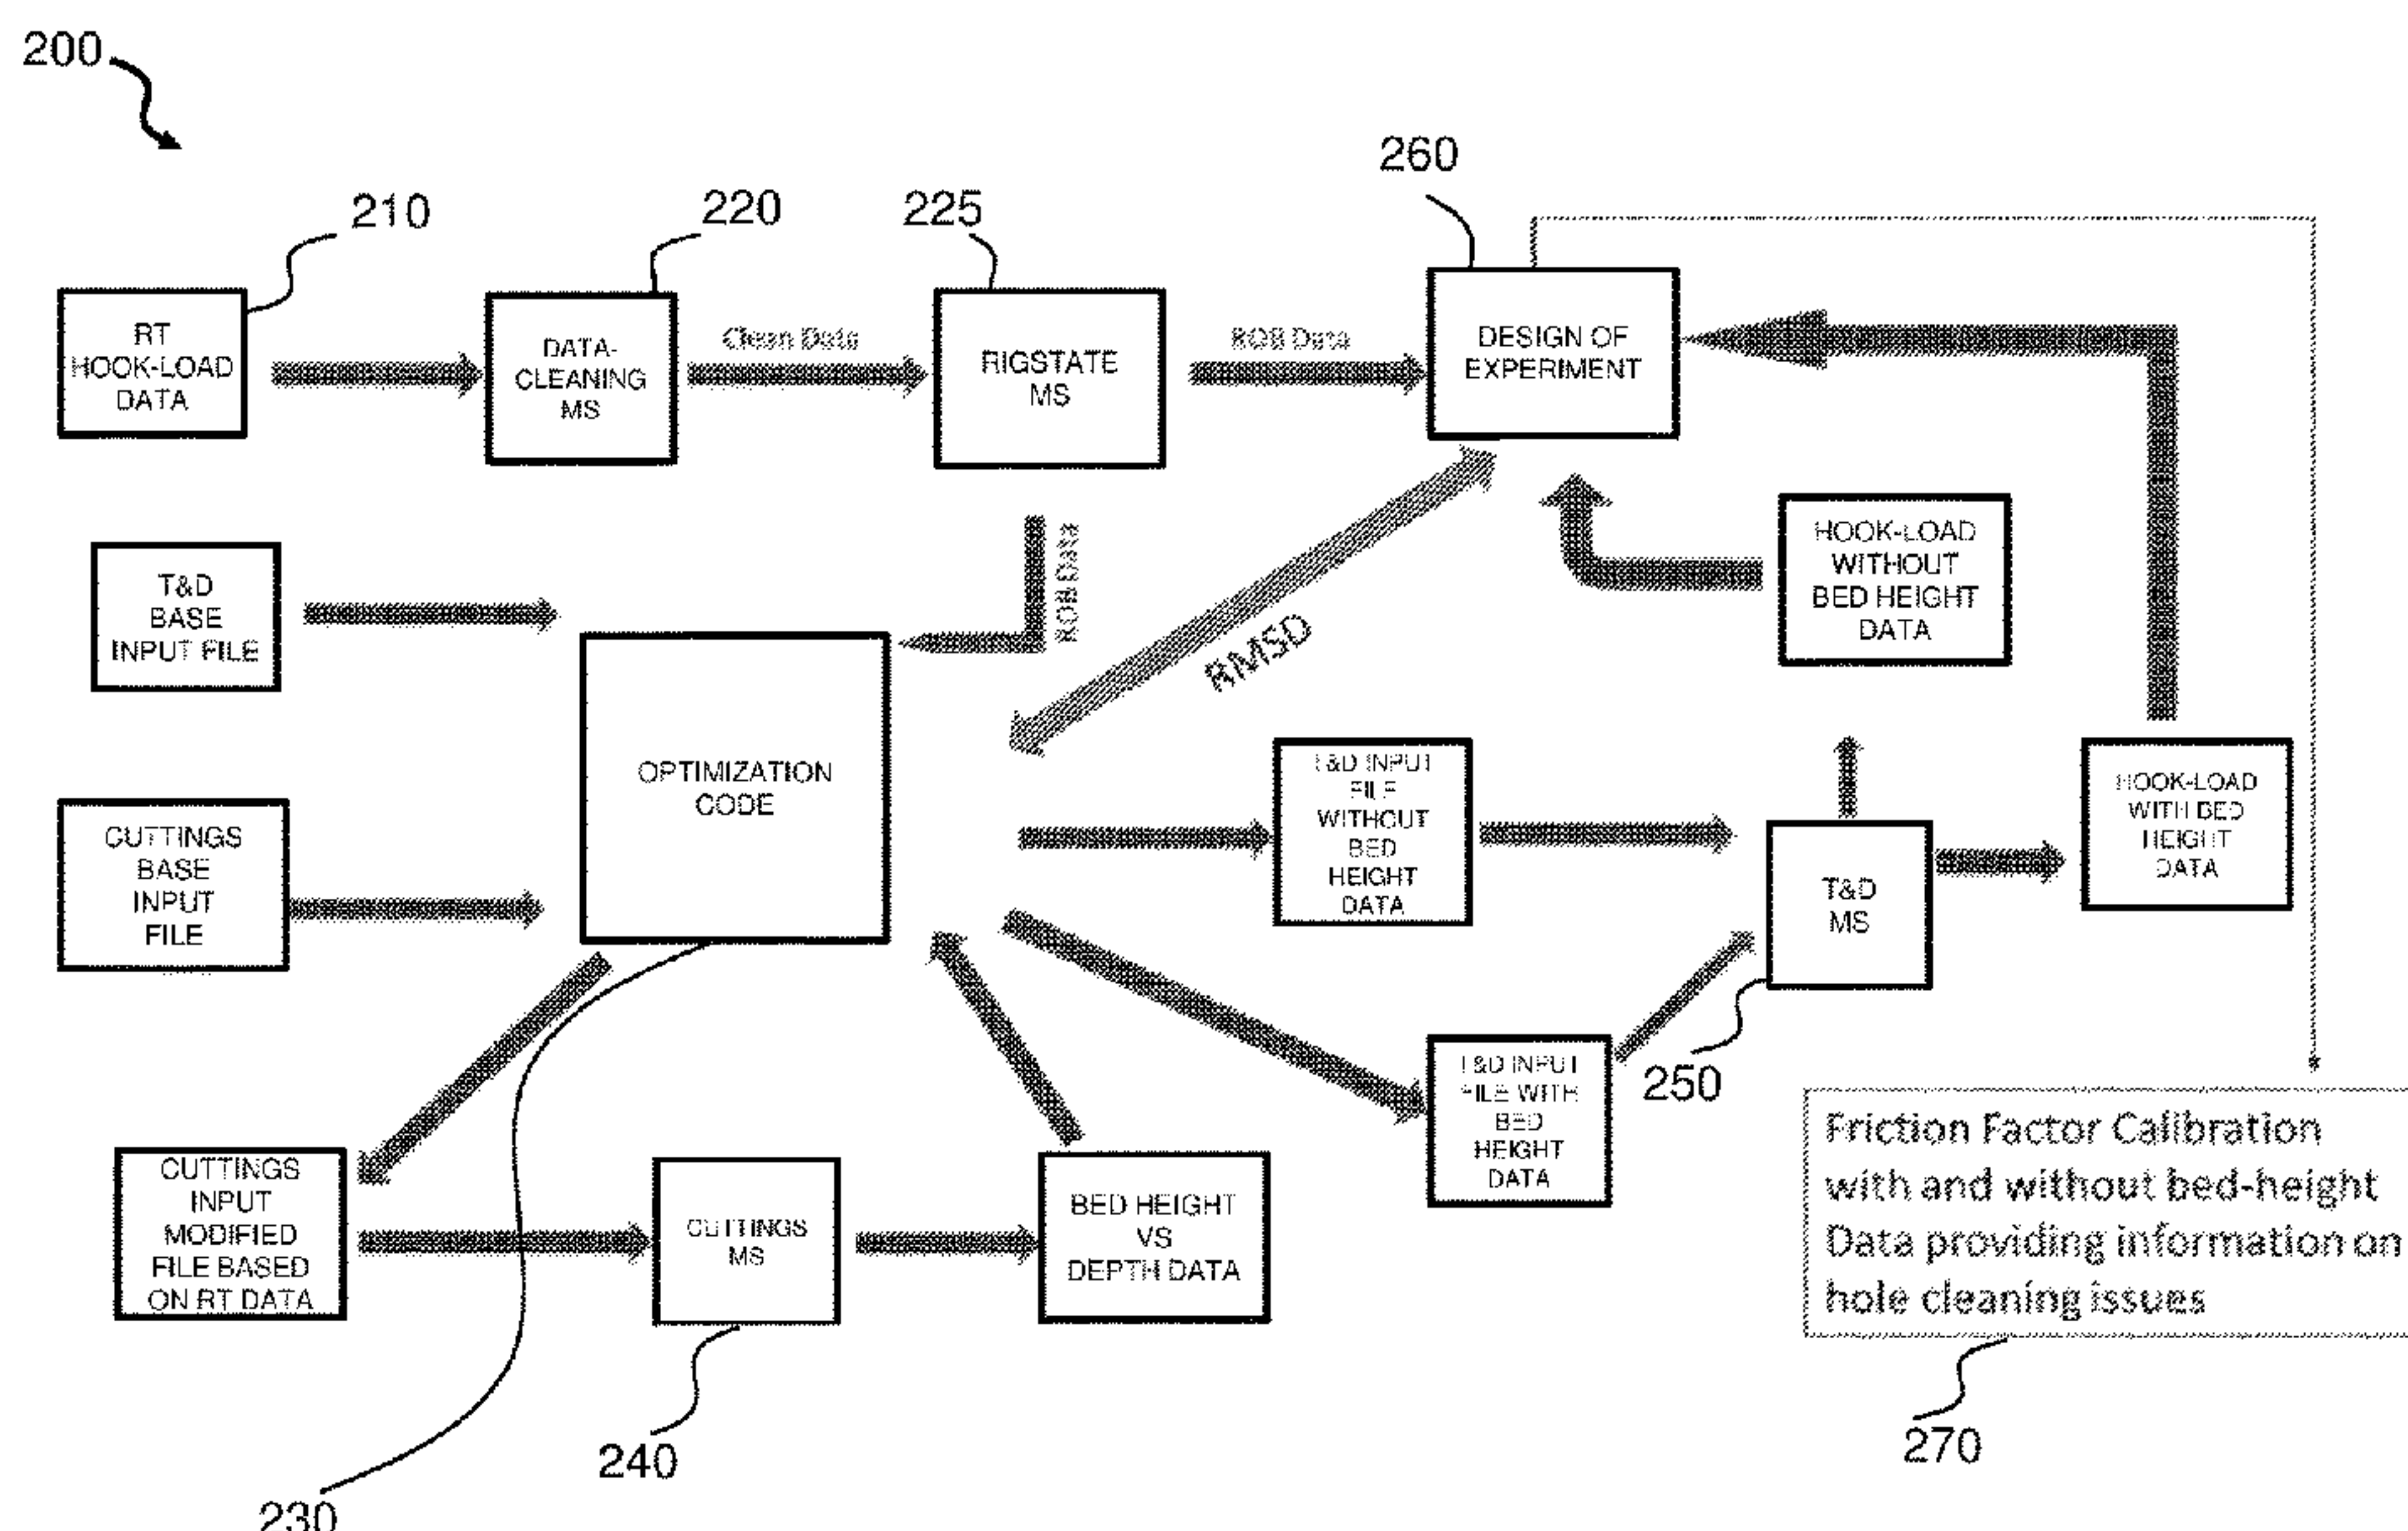 200
210
220
225
260
RT
HOOK-LOAD
DATA
DATA-
CLEANING
MS
Clean Data
RIGSTATE
MS
ROB Data
DESIGN OF
EXPERIMENT
T&D
BASE
INPUT FILE
ROB Data
RMSD
HOOK-LOAD
WITHOUT
BED HEIGHT
DATA
OPTIMIZATION
CODE
CUTTINGS
BASE
INPUT
FILE
T&D INPUT
FILE
WITHOUT
BED
HEIGHT
DATA
T&D
MS
HOOK-LOAD
WITH BED
HEIGHT
DATA
250
T&D INPUT
FILE WITH
BED
HEIGHT
DATA
CUTTINGS
INPUT
MODIFIED
FILE BASED
ON RT DATA
CUTTINGS
MS
BED HEIGHT
VS
DEPTH DATA
Friction Factor Calibration
with and without bed-height
Data providing information on
hole cleaning issues
230
240
270